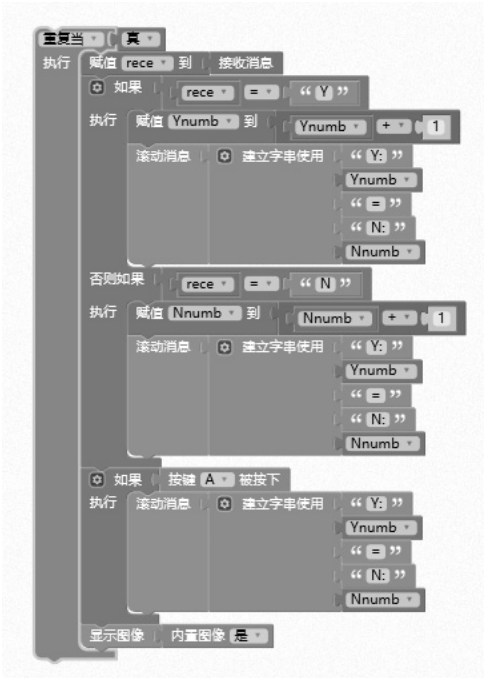 重复当 真
执行 赋值 rece 到 接收消息
如果 rece = “ Y ”
执行 赋值 Ynumb 到 Ynumb + 1
滚动消息 建立字串使用 “ Y: ”
Ynumb
“ = ”
“ N: ”
Nnumb
否则如果 rece = “ N ”
执行 赋值 Nnumb 到 Nnumb + 1
滚动消息 建立字串使用 “ Y: ”
Ynumb
“ = ”
“ N: ”
Nnumb
如果 按键 A 被按下
执行 滚动消息 建立字串使用 “ Y: ”
Ynumb
“ = ”
“ N: ”
Nnumb
显示图像 内置图像 是